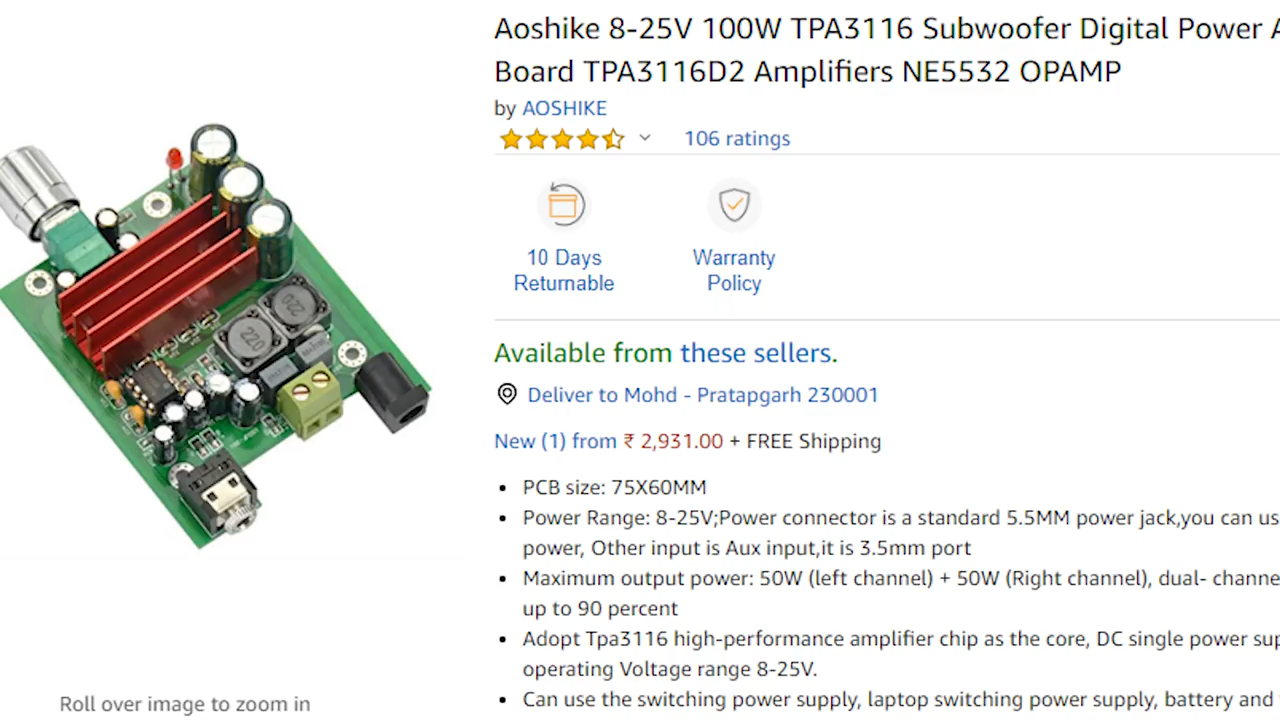 Aoshike 8-25V 100W TPA3116 Subwoofer Digital Power
Board TPA3116D2 Amplifiers NE5532 OPAMP
by AOSHIKE
106 ratings
10 Days
Returnable
Warranty
Policy
Available from these sellers.
Deliver to Mohd - Pratapgarh 230001
New (1) from ₹ 2,931.00 + FREE Shipping
• PCB size: 75X60MM
• Power Range: 8-25V;Power connector is a standard 5.5MM power jack,you can us
power, Other input is Aux input,it is 3.5mm port
• Maximum output power: 50W (left channel) + 50W (Right channel), dual- channe
up to 90 percent
• Adopt Tpa3116 high-performance amplifier chip as the core, DC single power sup
operating Voltage range 8-25V.
• Can use the switching power supply, laptop switching power supply, battery and
220
220
Roll over image to zoom in